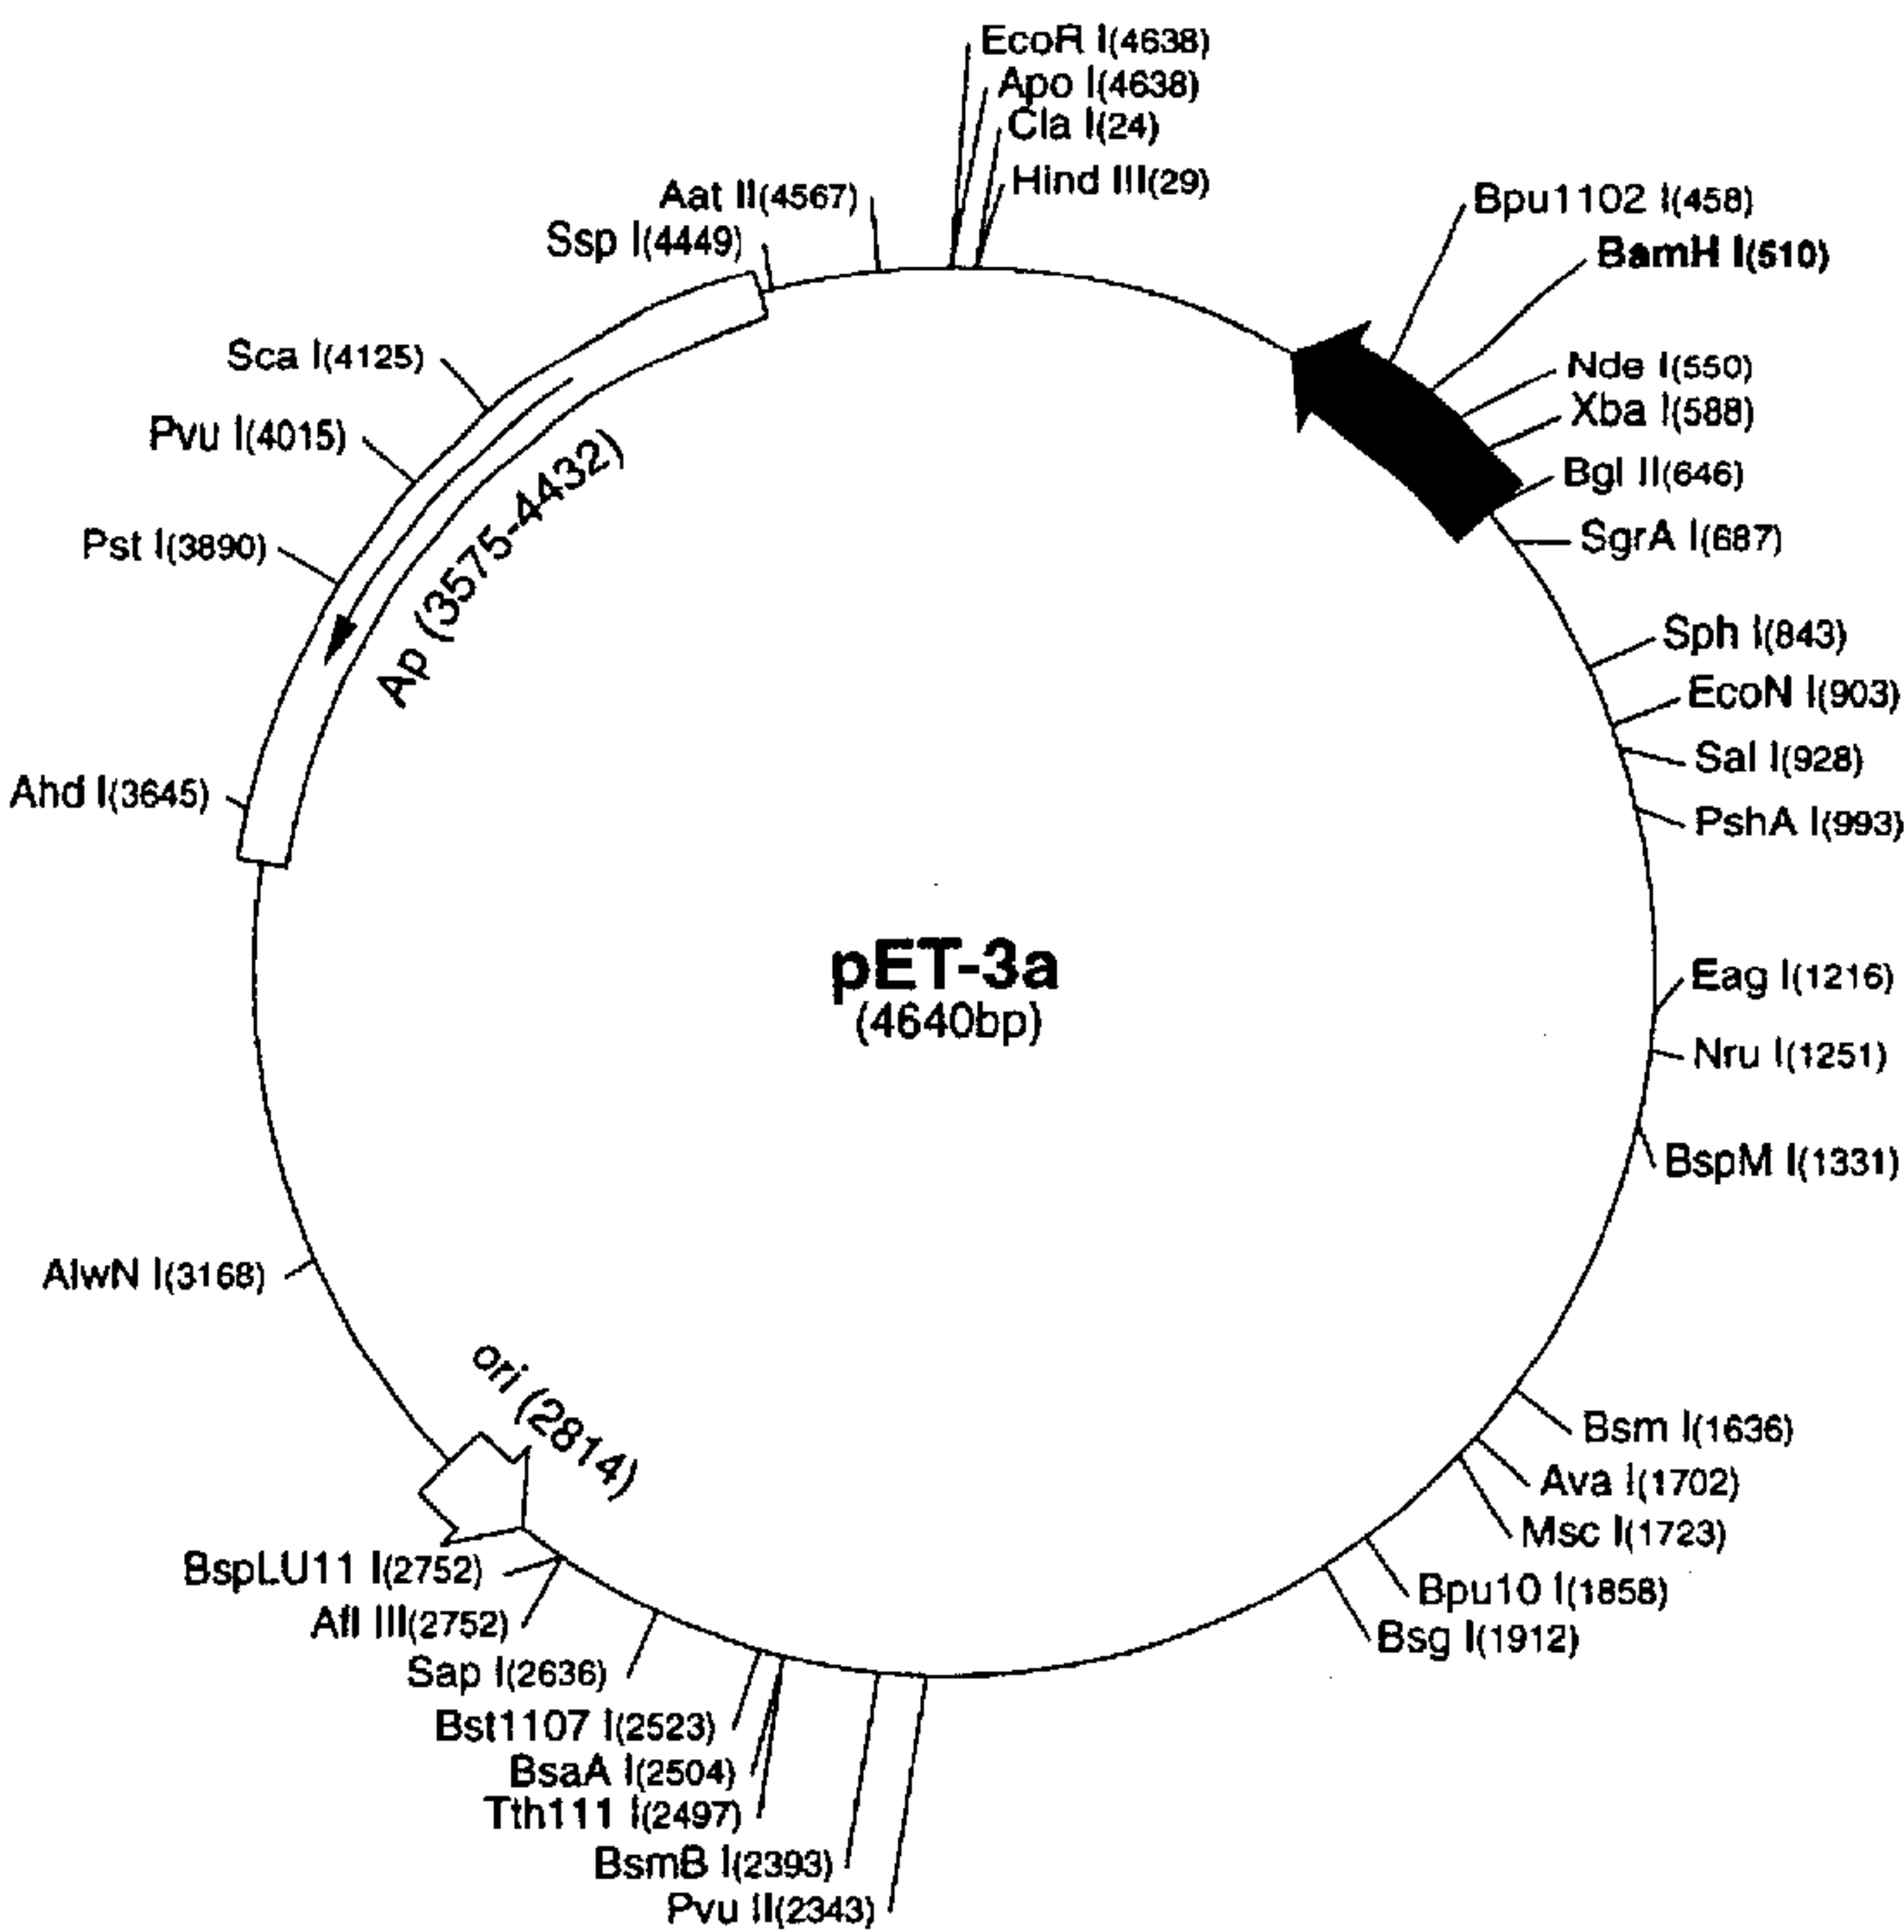 EcoR I(4638)
Apo I(4638)
Cla I(24)
Hind III(29)
Aat II(4567)
Ssp I(4449)
Bpu1102 I(458)
BamH I(510)
Sca I(4125)
Nde I(550)
Xba I(588)
Pvu I(4015)
Bgl II(646)
Pst I(3890)
SgrA I(687)
Ap (3575-4432)
Sph I(843)
EcoN I(903)
Sal I(928)
Ahd I(3645)
PshA I(993)
pET-3a
(4640bp)
Eag I(1216)
Nru I(1251)
BspM I(1331)
AlwN I(3168)
ori (2814)
Bsm I(1636)
Ava I(1702)
Msc I(1723)
BspLU11 I(2752)
Bpu10 I(1858)
Afl III(2752)
Bsg I(1912)
Sap I(2636)
Bst1107 I(2523)
BsaA I(2504)
Tth111 I(2497)
BsmB I(2393)
Pvu II(2343)